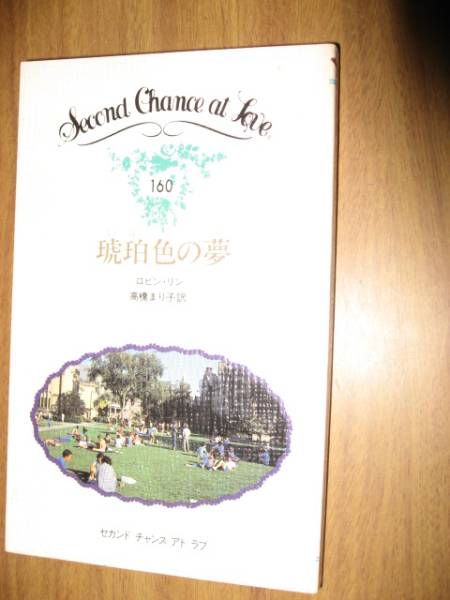 Second Chance at Love
160
琥珀色の夢
ロビン・リン
高橋まり子訳
セカンド チャンス アト ラブ